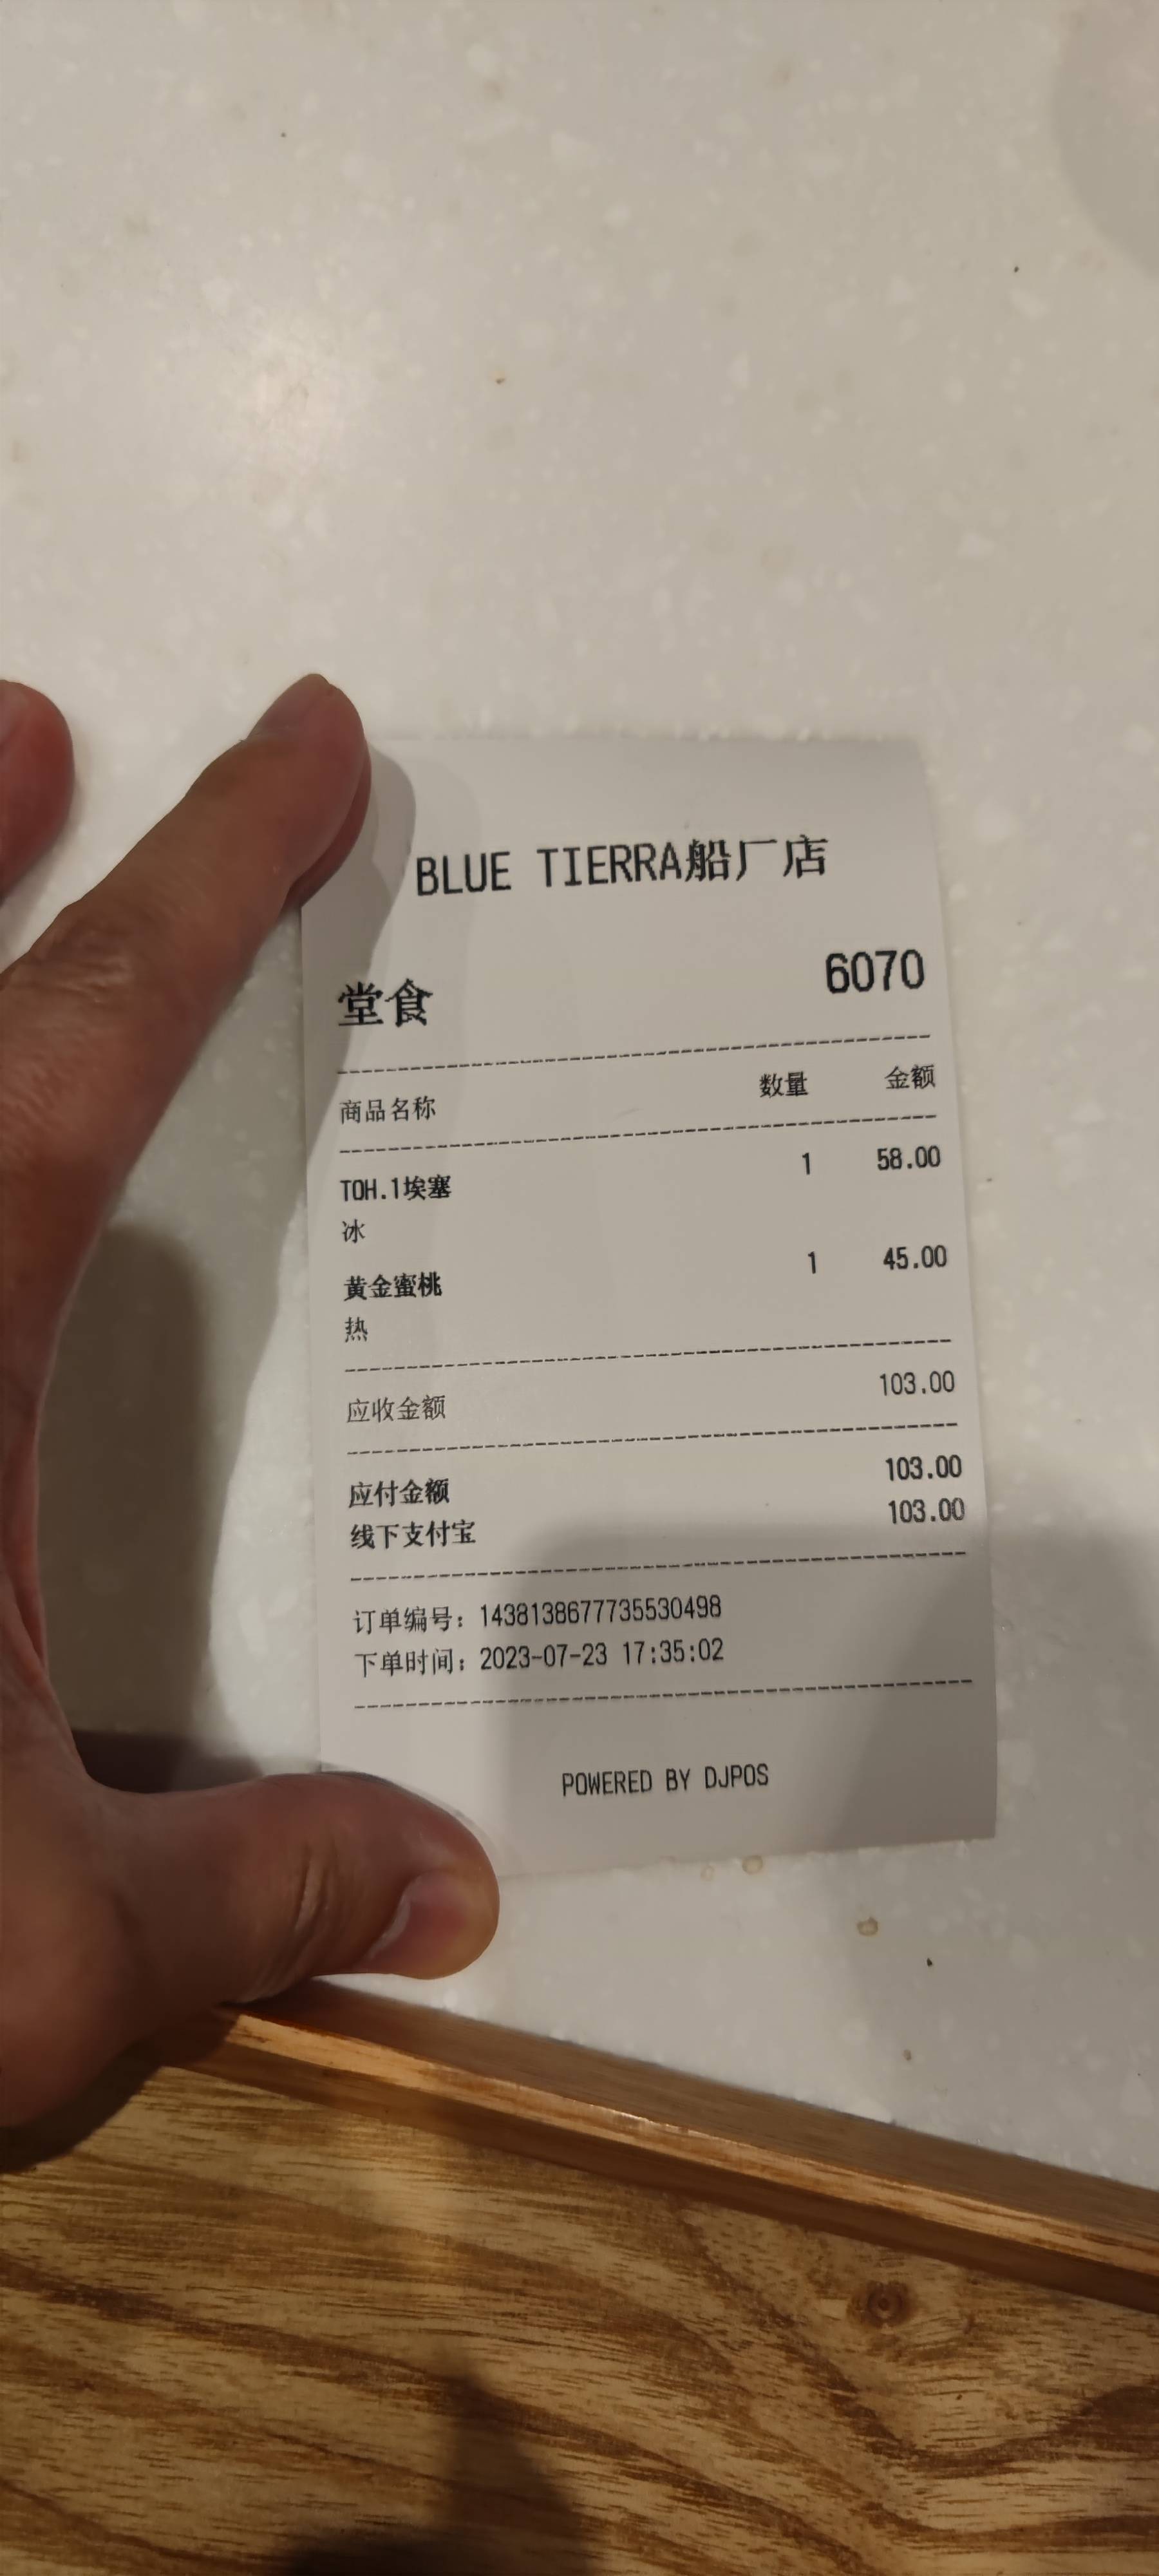 BLUE TIERRA船厂店
堂食 6070
商品名称 数量 金额
TOH.1埃塞 1 58.00
冰
黄金蜜桃 1 45.00
热
应收金额 103.00
应付金额 103.00
线下支付宝 103.00
订单编号: 1438138677735530498
下单时间: 2023-07-23 17:35:02
POWERED BY DJPOS